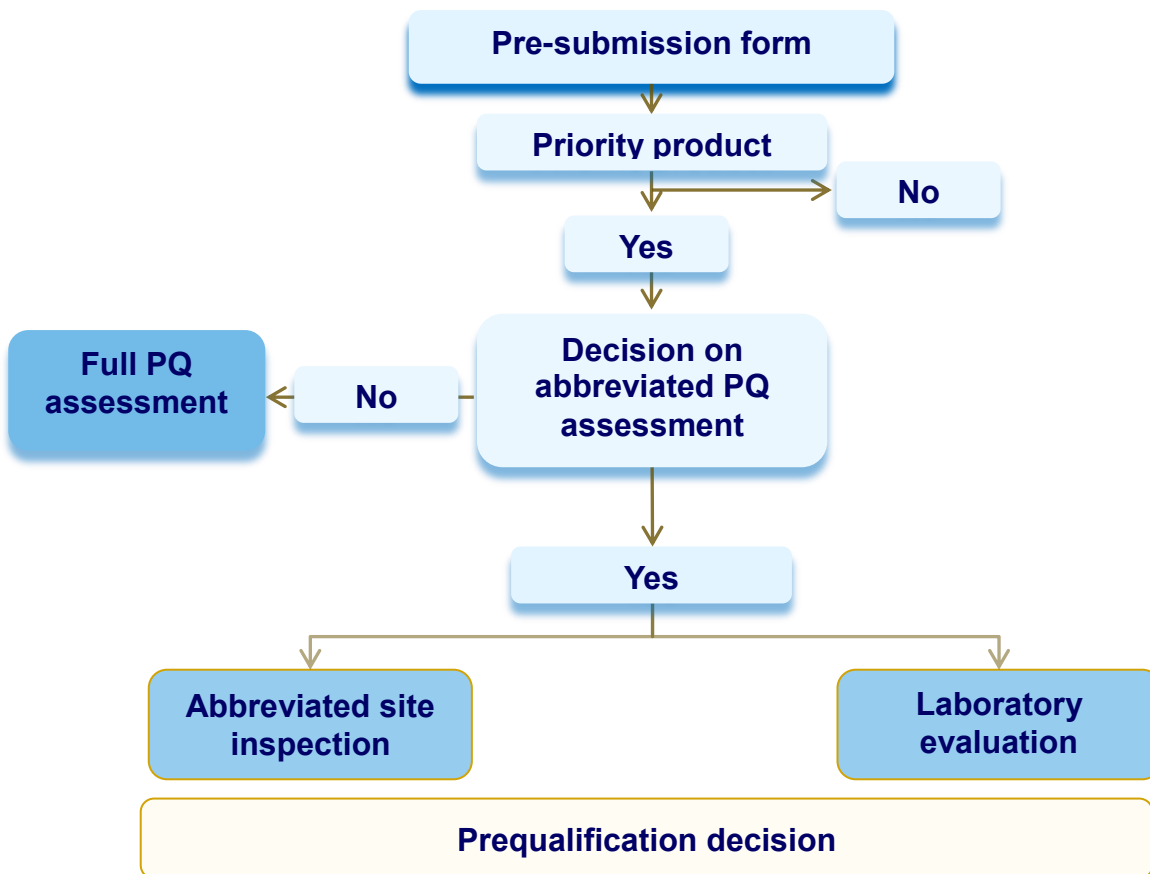 Pre-submission form
Priority product
No
Yes
Decision on
abbreviated PQ
assessment
Full PQ
assessment
No
Yes
Abbreviated site
inspection
Laboratory
evaluation
Prequalification decision